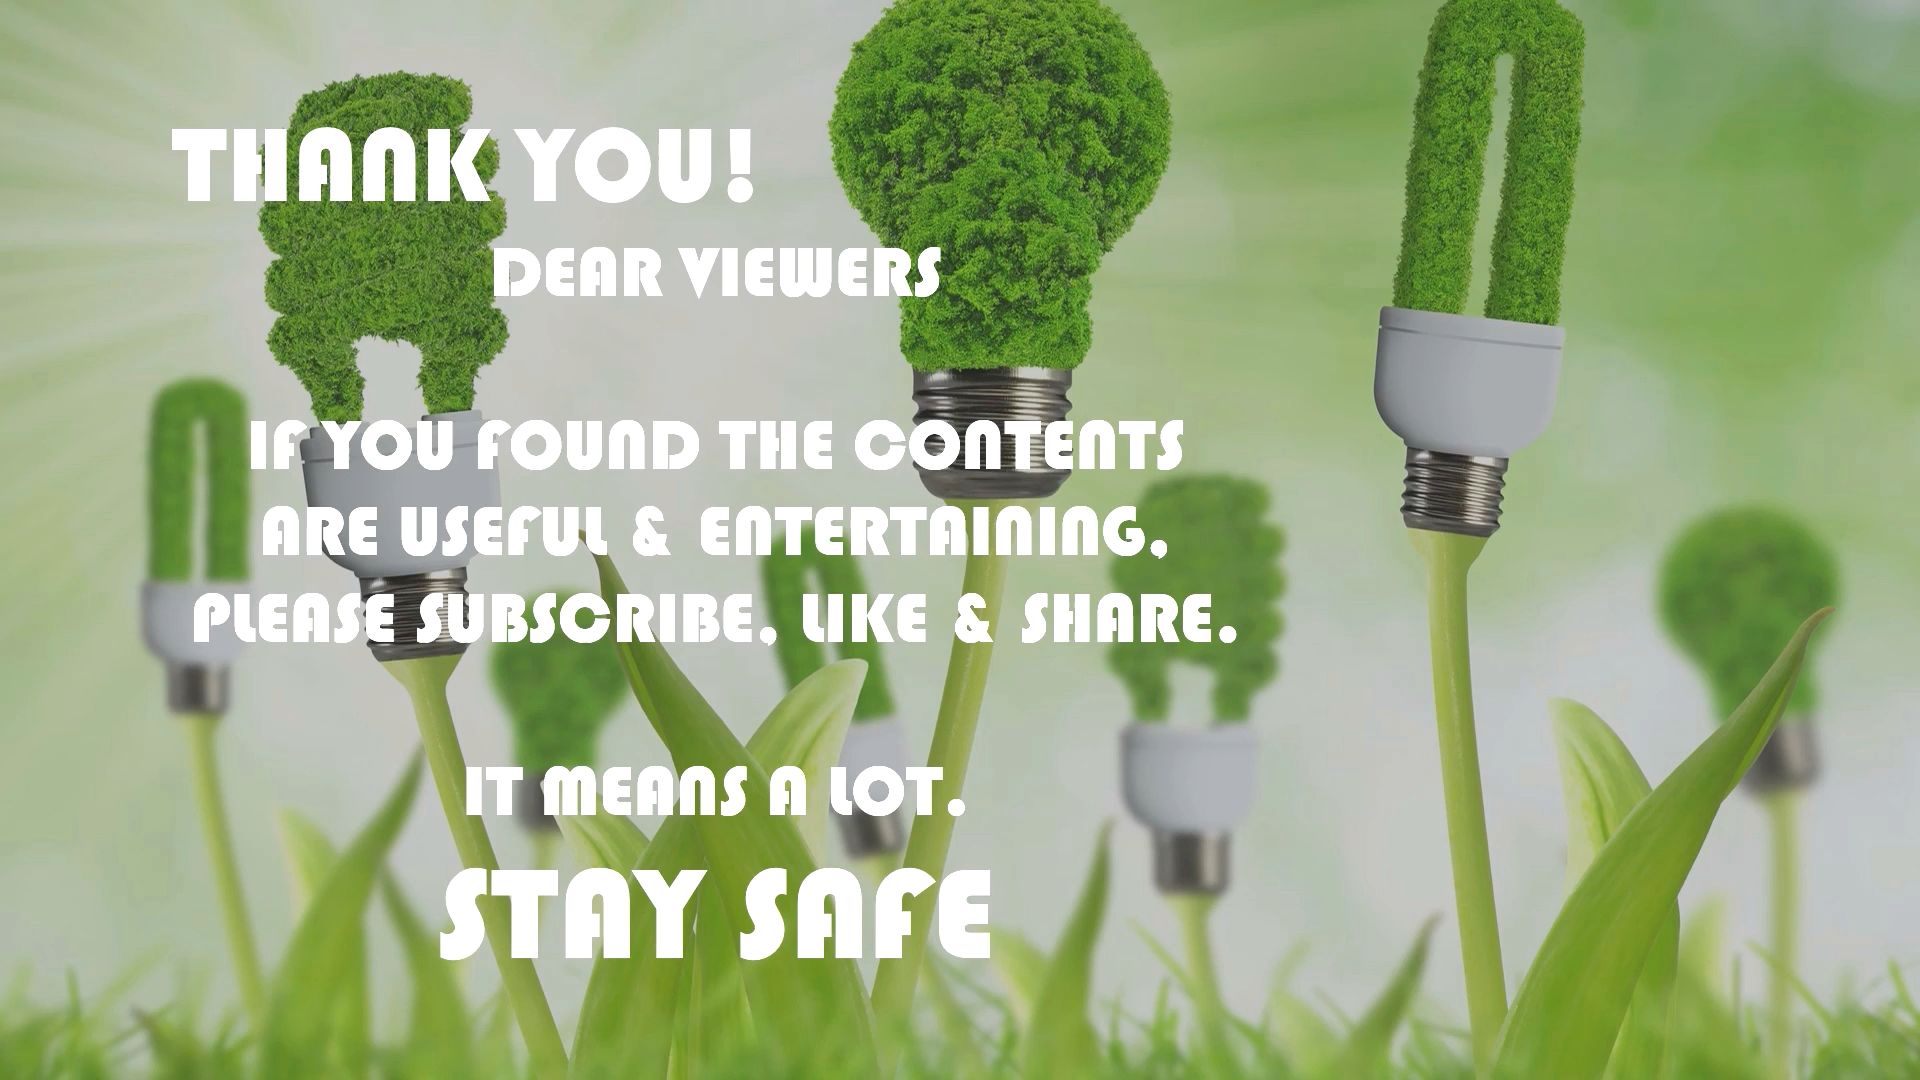 THANK YOU!
DEAR VIEWERS
IF YOU FOUND THE CONTENTS
ARE USEFUL & ENTERTAINING,
PLEASE SUBSCRIBE, LIKE & SHARE.
IT MEANS A LOT.
STAY SAFE